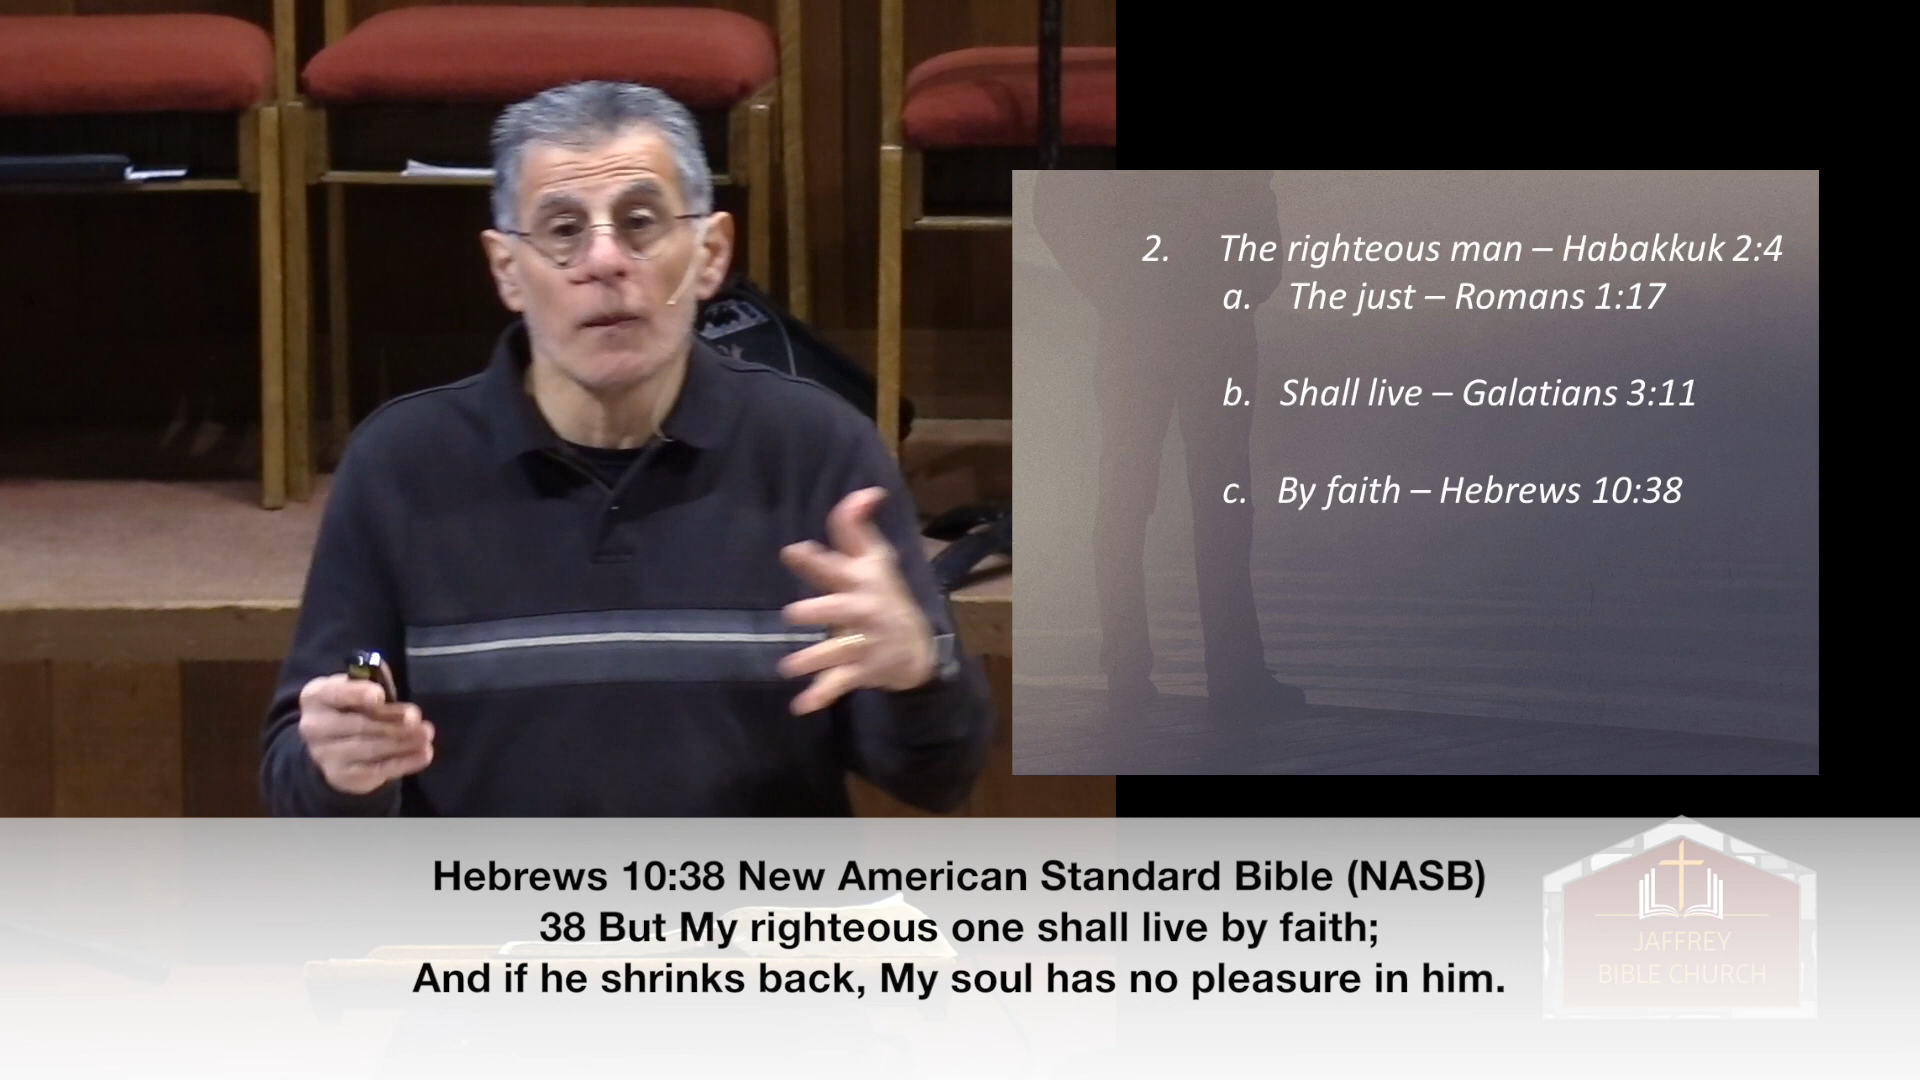 2. The righteous man – Habakkuk 2:4
a. The just – Romans 1:17
b. Shall live – Galatians 3:11
c. By faith – Hebrews 10:38
Hebrews 10:38 New American Standard Bible (NASB)
38 But My righteous one shall live by faith;
And if he shrinks back, My soul has no pleasure in him.
JAFFREY
BIBLE CHURCH